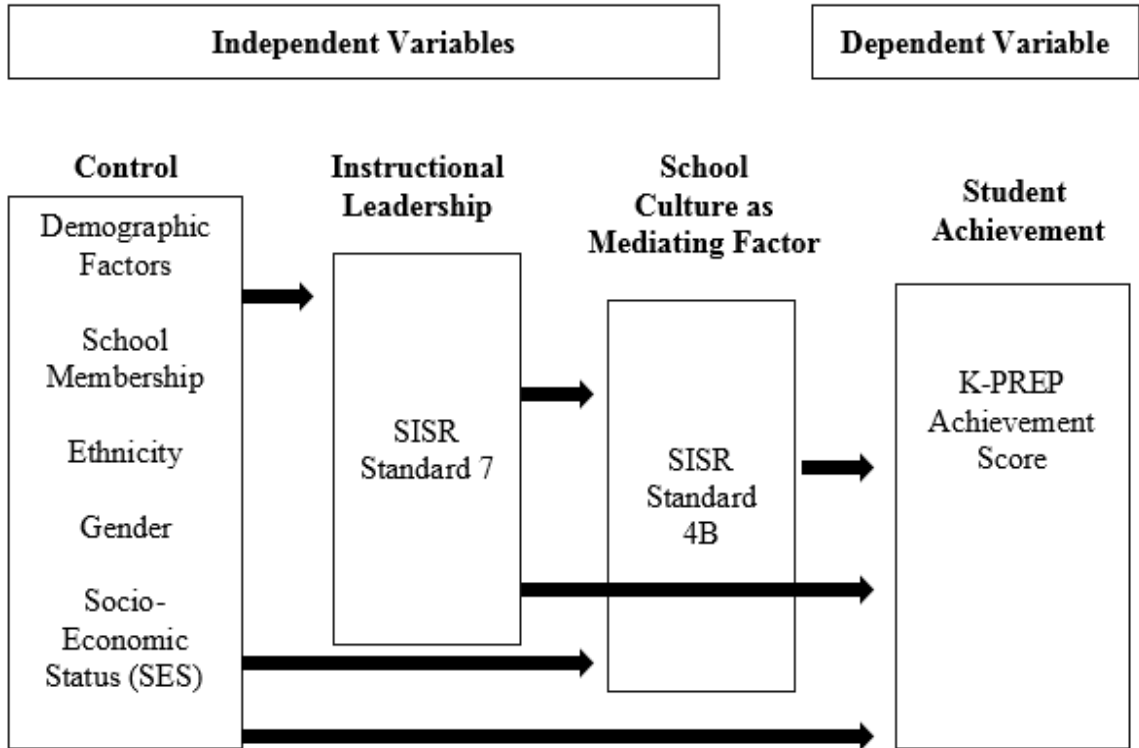 Independent Variables
Dependent Variable
Control
Demographic
Factors
School
Membership
Ethnicity
Gender
Socio-
Economic
Status (SES)
Instructional
Leadership
SISR
Standard 7
School
Culture as
Mediating Factor
SISR
Standard
4B
Student
Achievement
K-PREP
Achievement
Score